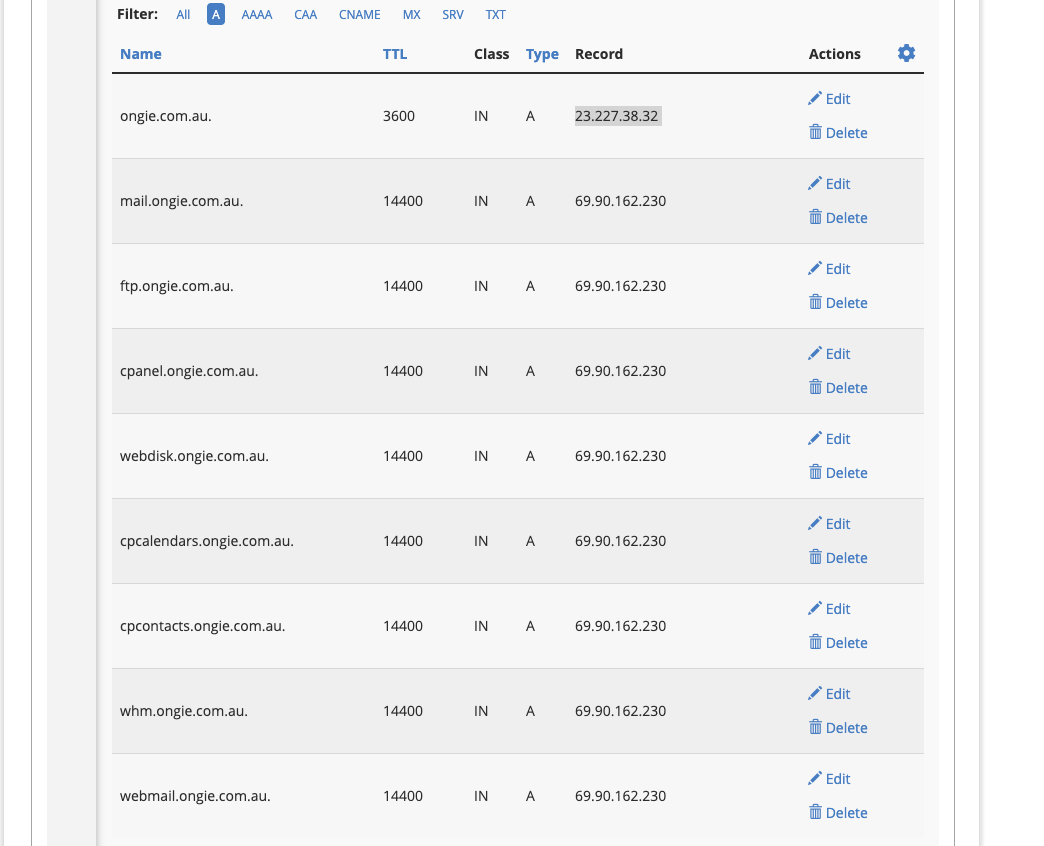 Filter: All A AAAA CAA CNAME MX SRV TXT
Name TTL Class Type Record Actions
Edit
ongie.com.au. 3600 IN A 23.227.38.32
Delete
Edit
mail.ongie.com.au. 14400 IN A 69.90.162.230
Delete
Edit
ftp.ongie.com.au. 14400 IN A 69.90.162.230
Delete
Edit
cpanel.ongie.com.au. 14400 IN A 69.90.162.230
Delete
Edit
webdisk.ongie.com.au. 14400 IN A 69.90.162.230
Delete
Edit
cpcalendars.ongie.com.au. 14400 IN A 69.90.162.230
Delete
Edit
cpcontacts.ongie.com.au. 14400 IN A 69.90.162.230
Delete
Edit
whm.ongie.com.au. 14400 IN A 69.90.162.230
Delete
Edit
webmail.ongie.com.au. 14400 IN A 69.90.162.230
Delete